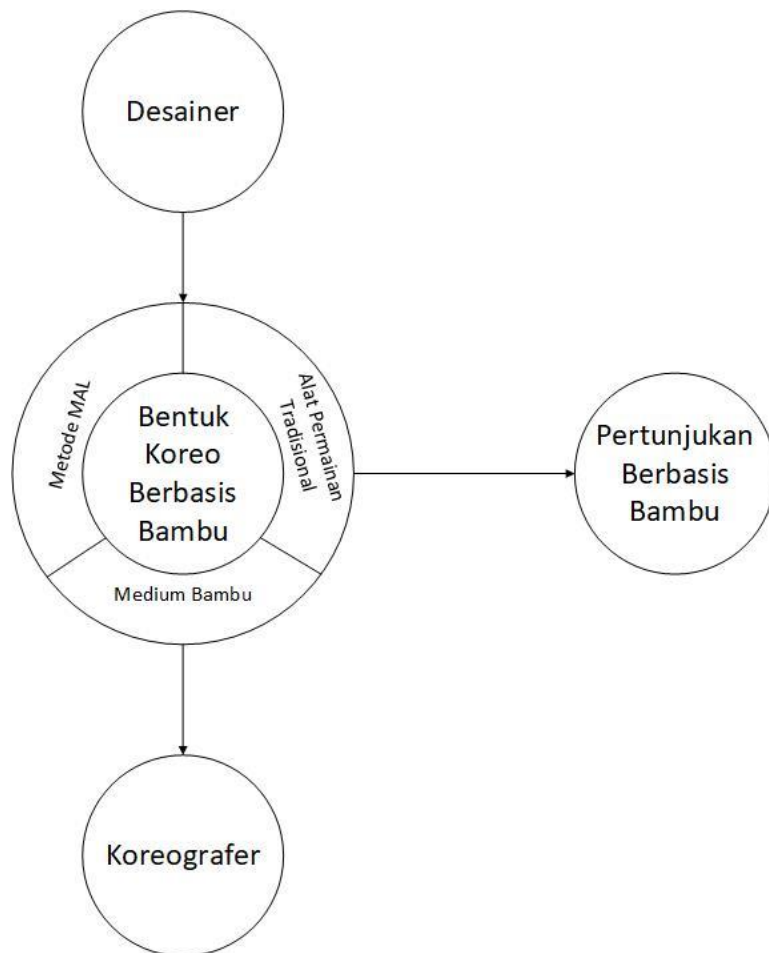 Desainer
Metode MAL
Alat Permainan
Tradisional
Bentuk
Koreo
Berbasis
Bambu
Medium Bambu
Pertunjukan
Berbasis
Bambu
Koreografer